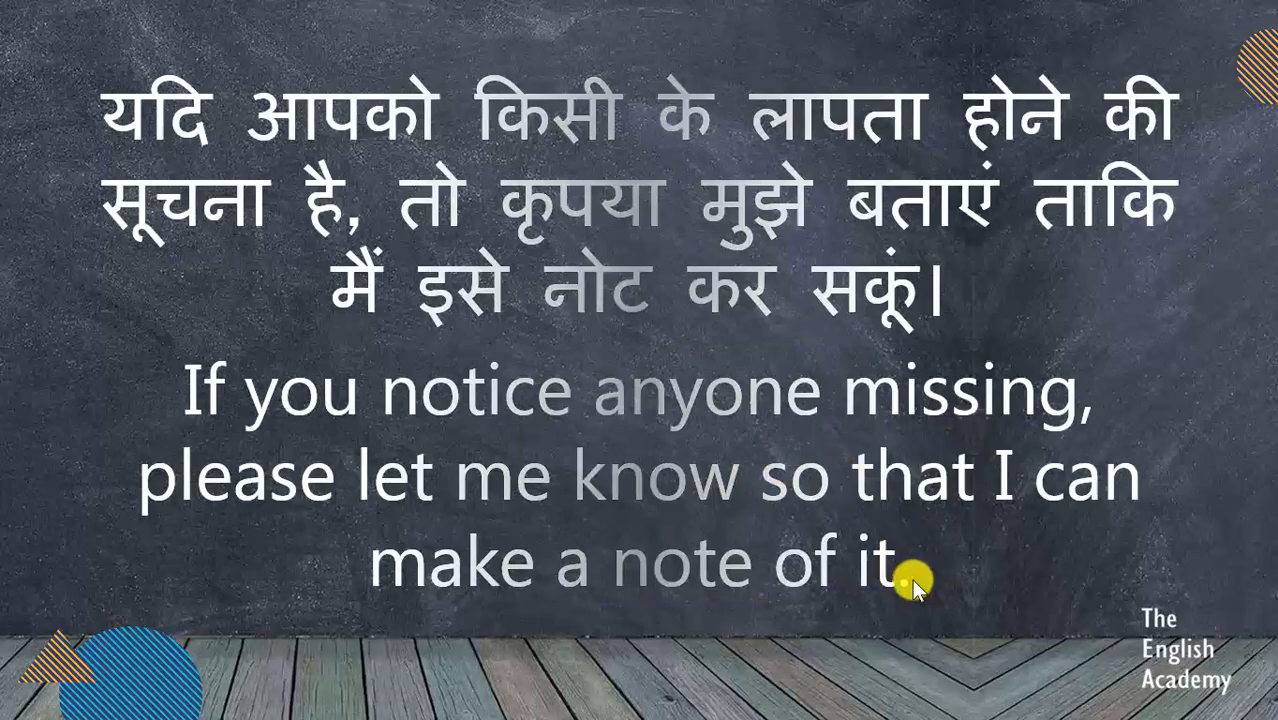 यदि आपको किसी के लापता होने की
सूचना है, तो कृपया मुझे बताएं ताकि
मैं इसे नोट कर सकूं।
If you notice anyone missing,
please let me know so that I can
make a note of it.
The
English
Academy